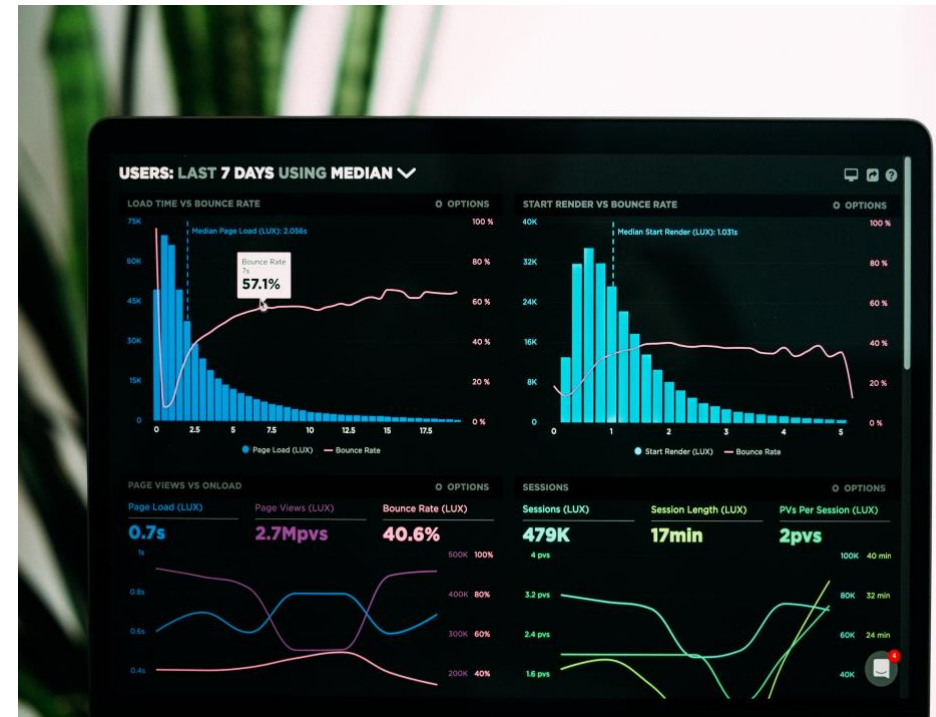 USERS: LAST 7 DAYS USING MEDIAN
LOAD TIME VS BOUNCE RATE
OPTIONS
75K
60K
45K
30K
15K
0
Median Page Load (LUX): 2.056s
Bounce Rate
7s
57.1%
100 %
80 %
60 %
40 %
20 %
0 %
0 2.5 5 7.5 10 12.5 15 17.5
Page Load (LUX) Bounce Rate
START RENDER VS BOUNCE RATE
OPTIONS
40K
32K
24K
16K
8K
0
Median Start Render (LUX): 1.031s
100 %
80 %
60 %
40 %
20 %
0 %
0 1 2 3 4 5
Start Render (LUX) Bounce Rate
PAGE VIEWS VS ONLOAD
OPTIONS
Page Load (LUX) Page Views (LUX) Bounce Rate (LUX)
0.7s 2.7Mpvs 40.6%
1s
0.8s
0.6s
0.4s
500K 100%
400K 80%
300K 60%
200K 40%
SESSIONS
OPTIONS
Sessions (LUX) Session Length (LUX) PVs Per Session (LUX)
479K 17min 2pvs
4 pvs
3.2 pvs
2.4 pvs
1.6 pvs
100K 40 min
80K 32 min
60K 24 min
40K
4